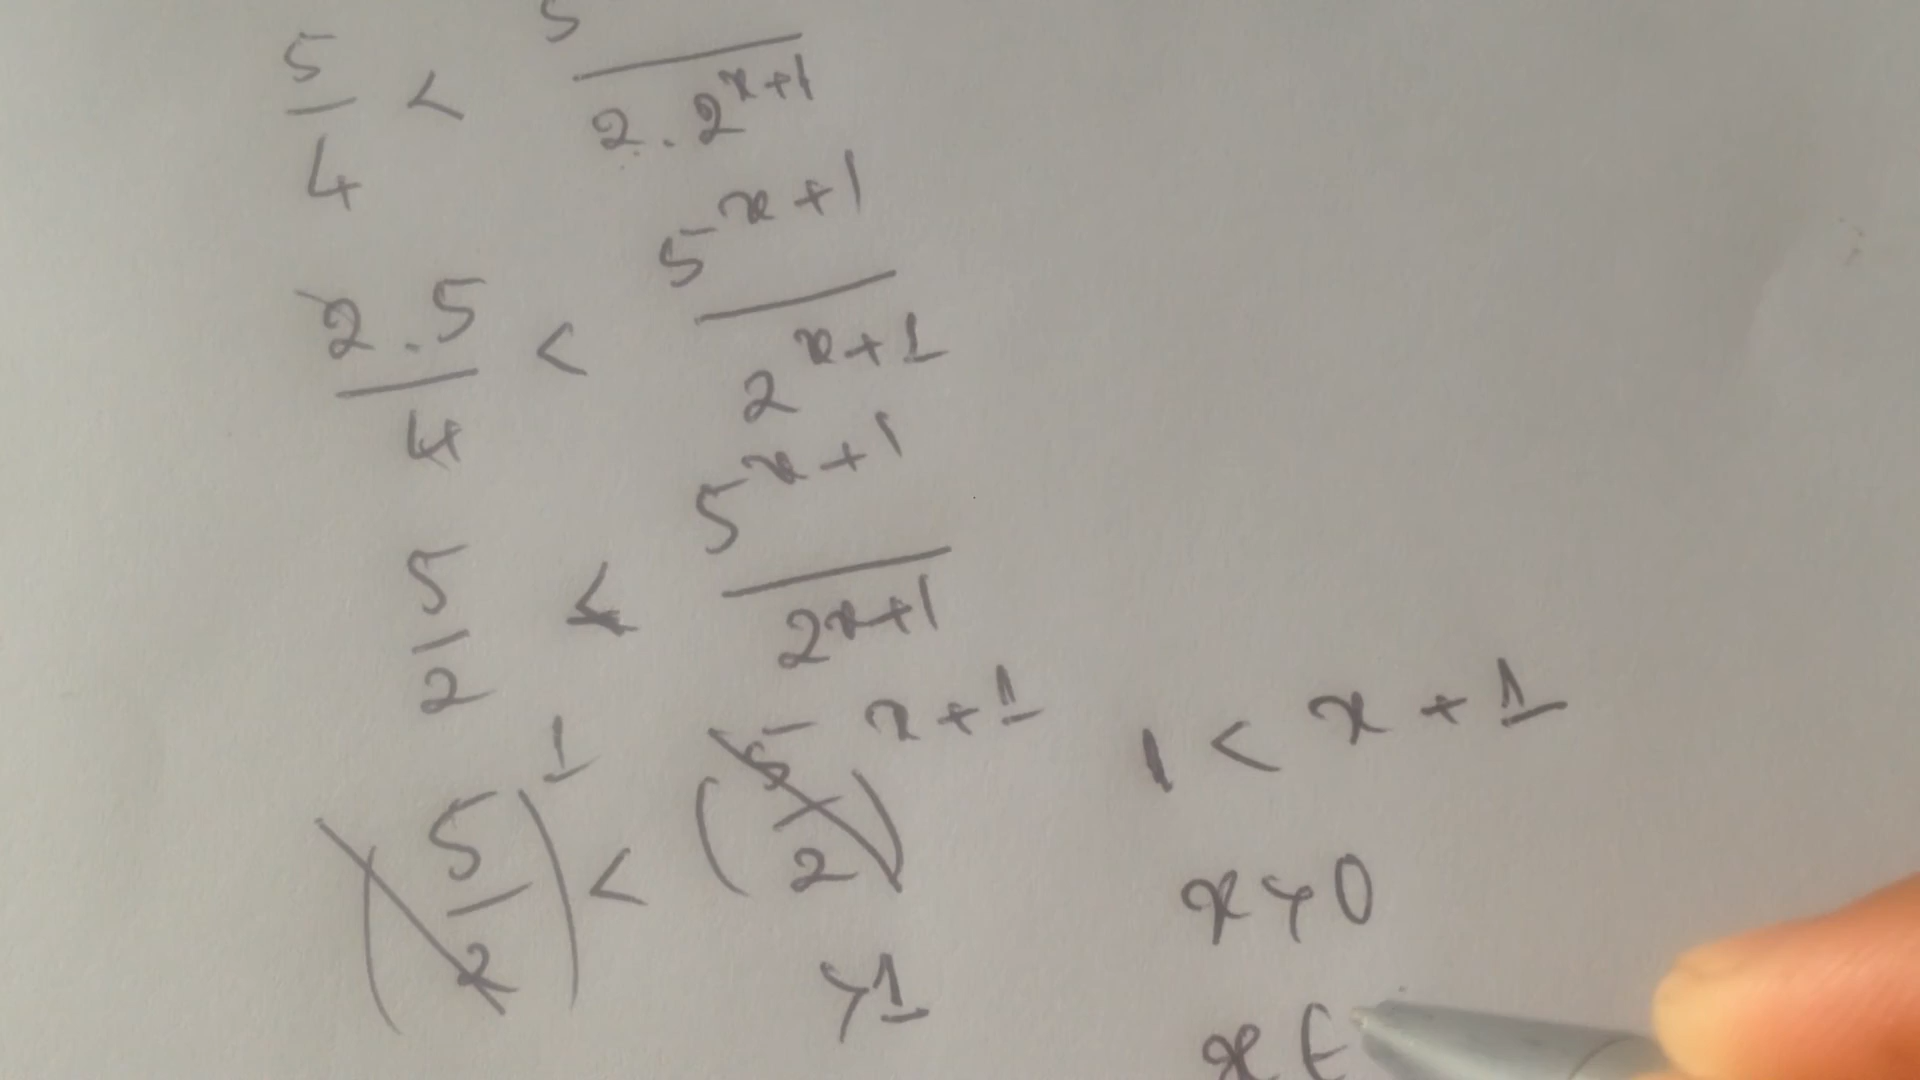 5/4 < 5/(2 . 2^(x+1))
(2 . 5)/4 < 5^(x+1)/2^(x+1)
5/2 < 5^(x+1)/2^(x+1)
(5/2)^1 < (5/2)^(x+1)
>1
1 < x + 1
x > 0
x ∈